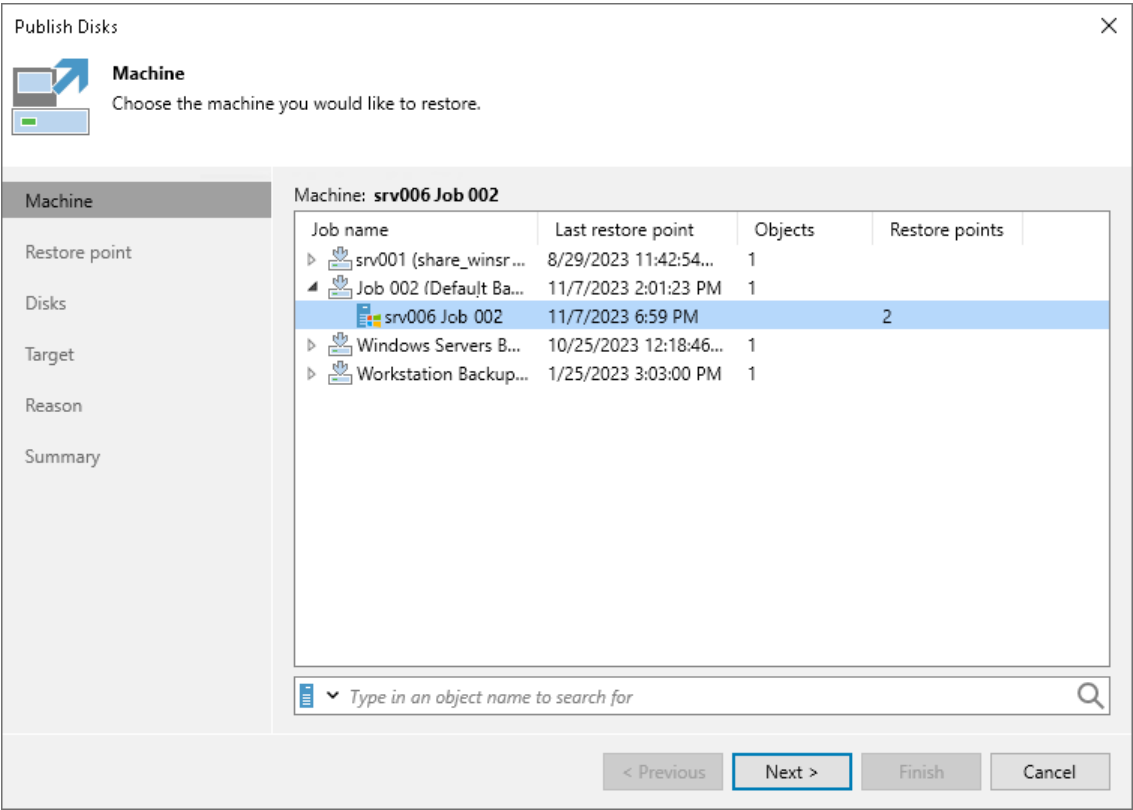 Publish Disks
Machine
Choose the machine you would like to restore.
Machine
Restore point
Disks
Target
Reason
Summary
Machine: srv006 Job 002
Job name Last restore point Objects Restore points
srv001 (share_winsr... 8/29/2023 11:42:54... 1
Job 002 (Default Ba... 11/7/2023 2:01:23 PM 1
srv006 Job 002 11/7/2023 6:59 PM 2
Windows Servers B... 10/25/2023 12:18:46... 1
Workstation Backup... 1/25/2023 3:03:00 PM 1
Type in an object name to search for
< Previous Next > Finish Cancel